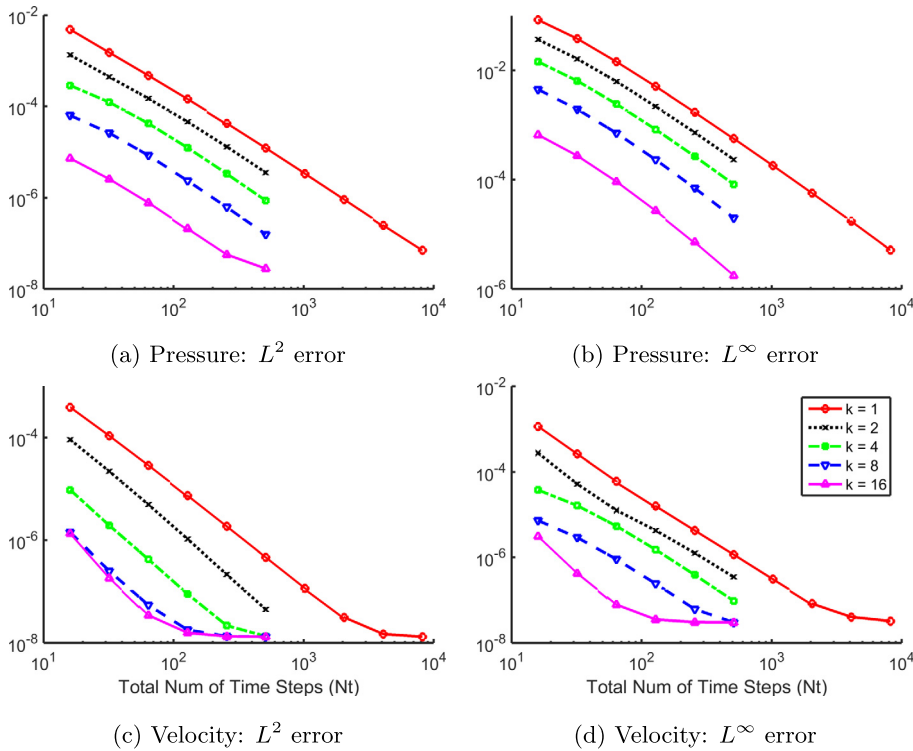 10^-2
10^-4
10^-6
10^-8
10^1 10^2 10^3 10^4
(a) Pressure: L^2 error
10^-2
10^-4
10^-6
10^1 10^2 10^3 10^4
(b) Pressure: L^∞ error
10^-4
10^-6
10^-8
10^1 10^2 10^3 10^4
Total Num of Time Steps (Nt)
(c) Velocity: L^2 error
10^-2
10^-4
10^-6
10^-8
k = 1
k = 2
k = 4
k = 8
k = 16
10^1 10^2 10^3 10^4
Total Num of Time Steps (Nt)
(d) Velocity: L^∞ error